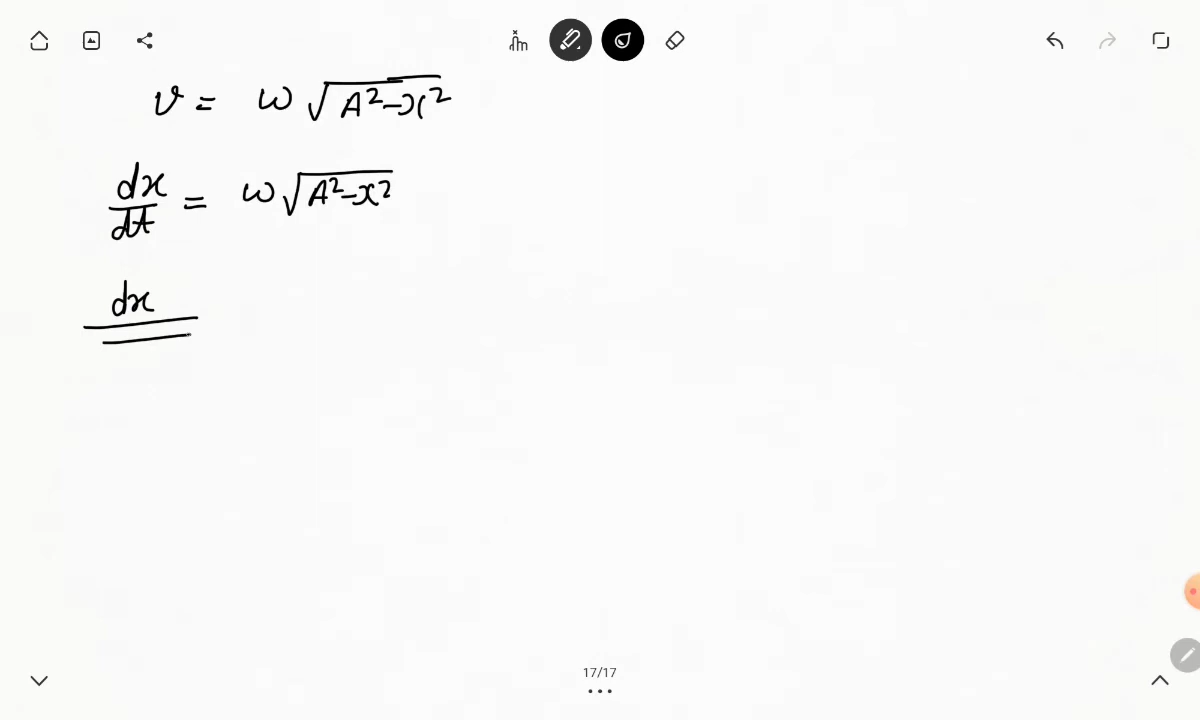 v = ω √A²-x²
dx/dt = ω √A²-x²
dx
17/17